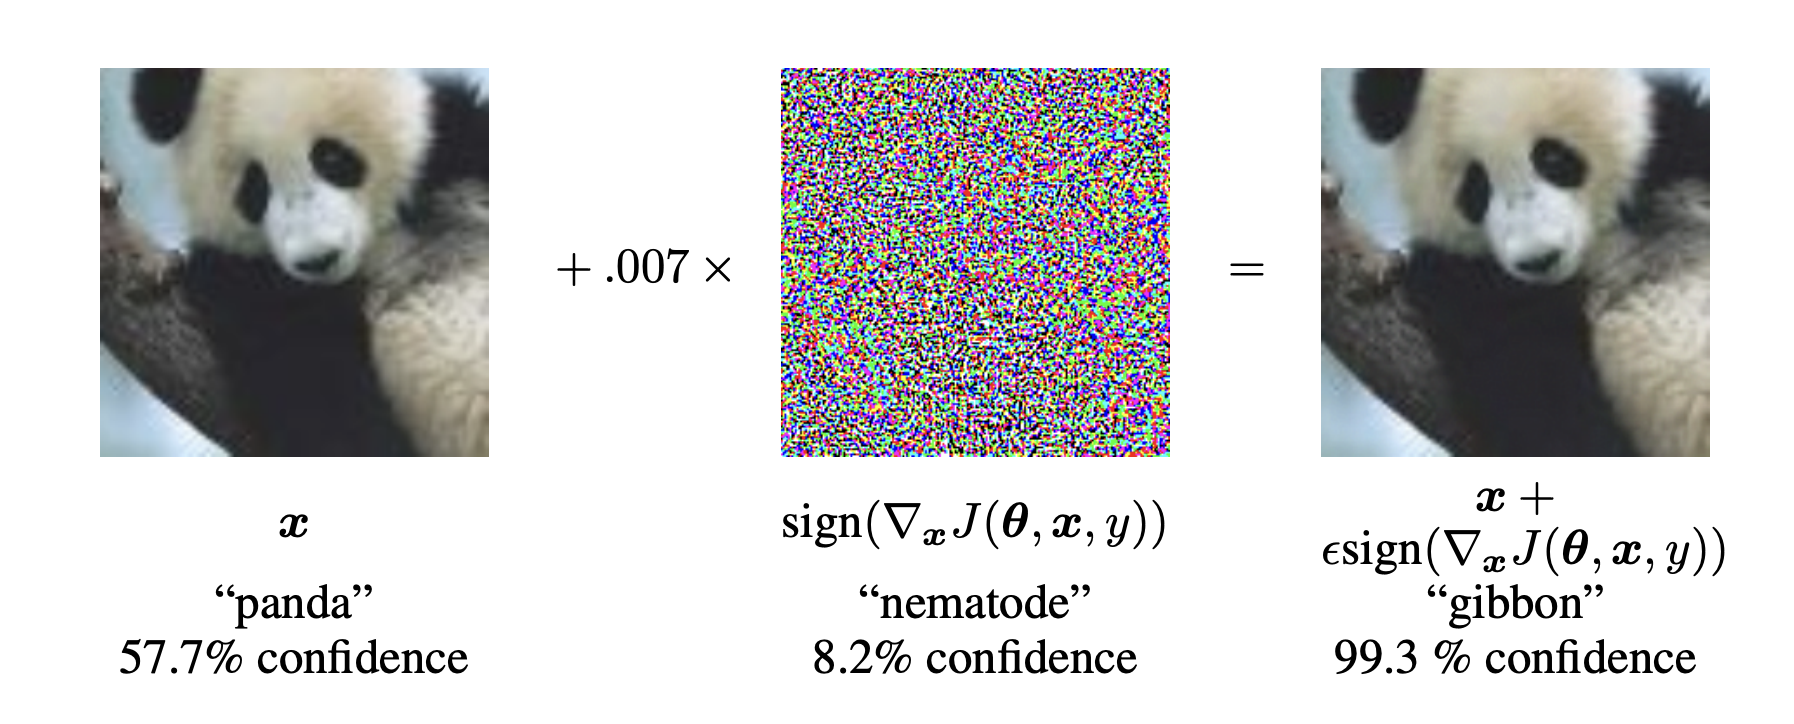 + .007 ×
=
x
sign(∇ₓJ(θ, x, y))
x +
ϵsign(∇ₓJ(θ, x, y))
“panda”
“nematode”
“gibbon”
57.7% confidence
8.2% confidence
99.3 % confidence